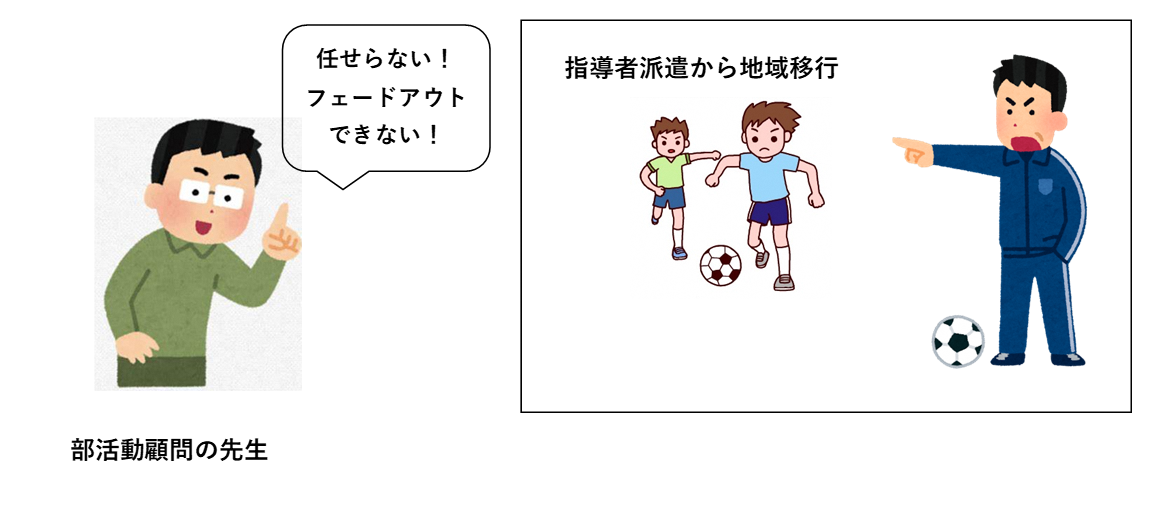 任せらない！
フェードアウト
できない！
指導者派遣から地域移行
部活動顧問の先生